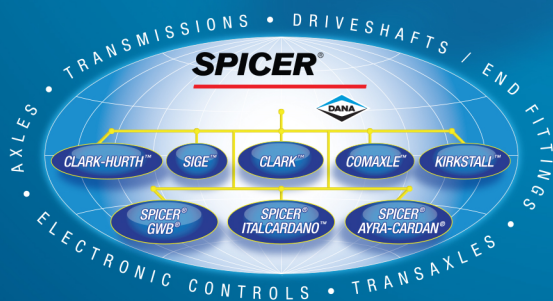 AXLES • TRANSMISSIONS • DRIVESHAFTS / END FITTINGS •
SPICER®
DANA
CLARK-HURTH™
SIGE™
CLARK™
COMAXLE™
KIRKSTALL™
SPICER®
GWB®
SPICER®
ITALCARDANO™
SPICER®
AYRA-CARDAN®
• ELECTRONIC CONTROLS • TRANSAXLES •